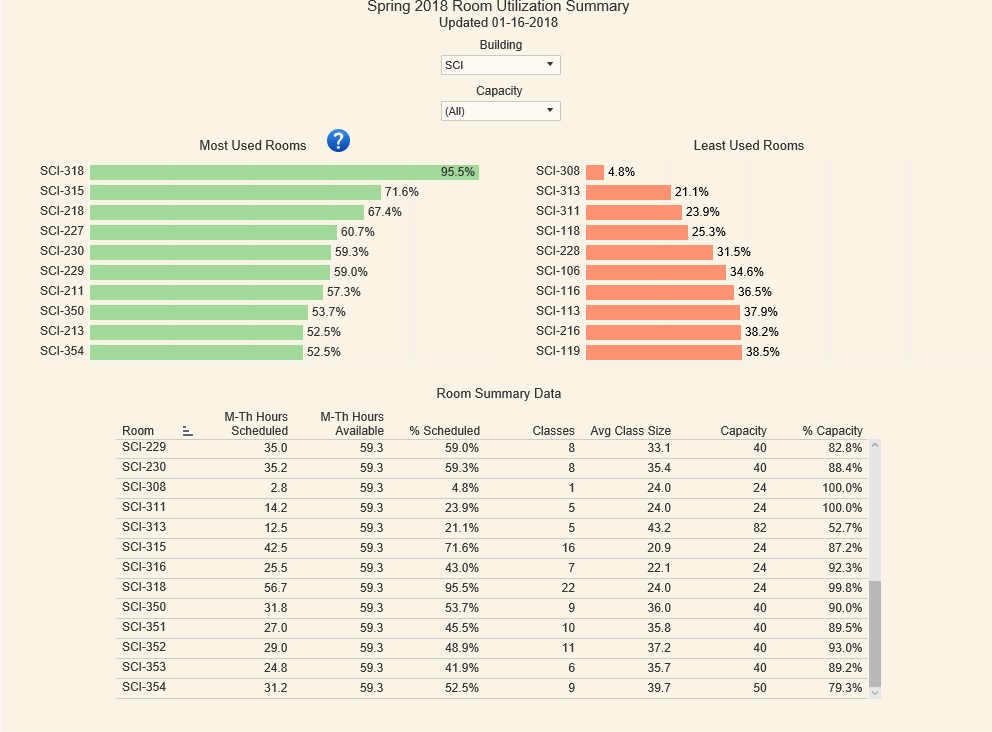 Spring 2018 Room Utilization Summary
Updated 01-16-2018
Building
SCI
Capacity
(All)
Most Used Rooms ?
SCI-318 95.5%
SCI-315 71.6%
SCI-218 67.4%
SCI-227 60.7%
SCI-230 59.3%
SCI-229 59.0%
SCI-211 57.3%
SCI-350 53.7%
SCI-213 52.5%
SCI-354 52.5%
Least Used Rooms
SCI-308 4.8%
SCI-313 21.1%
SCI-311 23.9%
SCI-118 25.3%
SCI-228 31.5%
SCI-106 34.6%
SCI-116 36.5%
SCI-113 37.9%
SCI-216 38.2%
SCI-119 38.5%
Room Summary Data
M-Th Hours M-Th Hours
Room Scheduled Available % Scheduled Classes Avg Class Size Capacity % Capacity
SCI-229 35.0 59.3 59.0% 8 33.1 40 82.8%
SCI-230 35.2 59.3 59.3% 8 35.4 40 88.4%
SCI-308 2.8 59.3 4.8% 1 24.0 24 100.0%
SCI-311 14.2 59.3 23.9% 5 24.0 24 100.0%
SCI-313 12.5 59.3 21.1% 5 43.2 82 52.7%
SCI-315 42.5 59.3 71.6% 16 20.9 24 87.2%
SCI-316 25.5 59.3 43.0% 7 22.1 24 92.3%
SCI-318 56.7 59.3 95.5% 22 24.0 24 99.8%
SCI-350 31.8 59.3 53.7% 9 36.0 40 90.0%
SCI-351 27.0 59.3 45.5% 10 35.8 40 89.5%
SCI-352 29.0 59.3 48.9% 11 37.2 40 93.0%
SCI-353 24.8 59.3 41.9% 6 35.7 40 89.2%
SCI-354 31.2 59.3 52.5% 9 39.7 50 79.3%